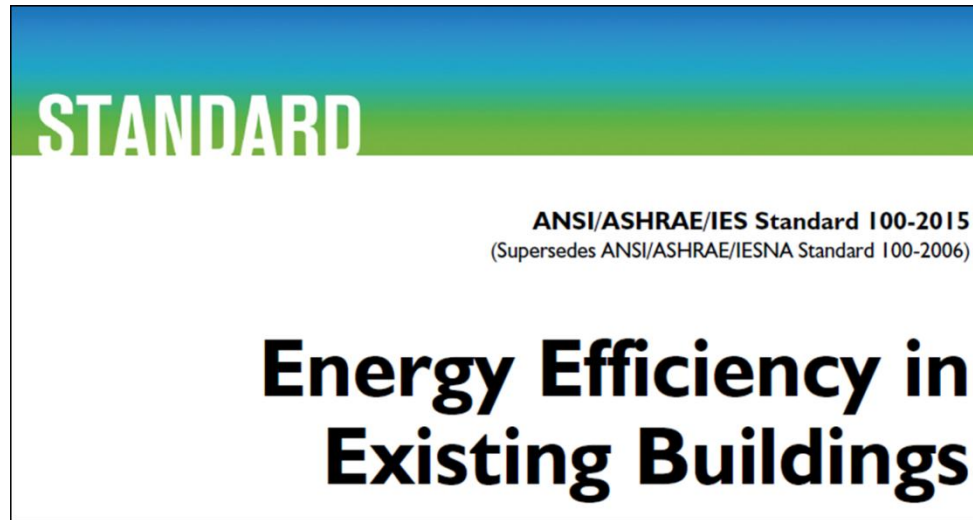 STANDARD
ANSI/ASHRAE/IES Standard 100-2015
(Supersedes ANSI/ASHRAE/IESNA Standard 100-2006)
Energy Efficiency in
Existing Buildings